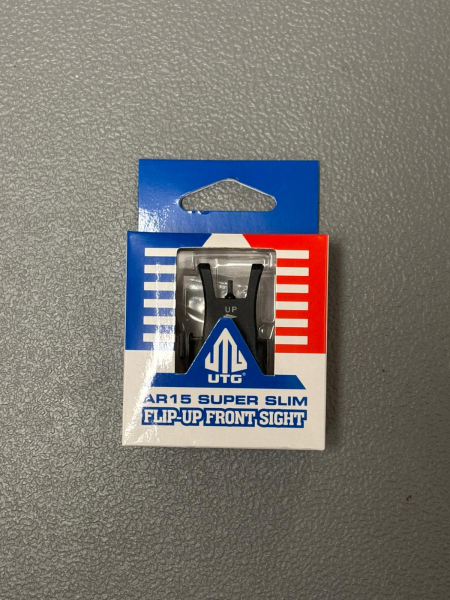 UP
UTG
AR15 SUPER SLIM
FLIP-UP FRONT SIGHT